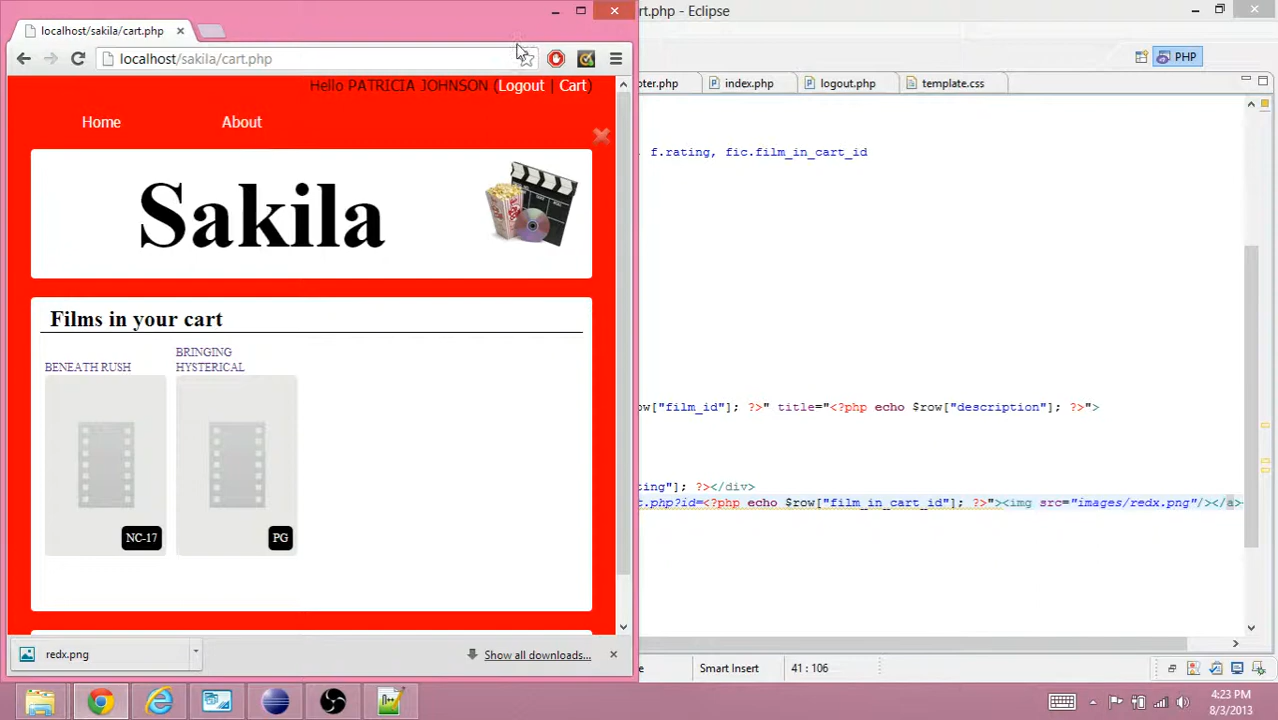 localhost/sakila/cart.php
localhost/sakila/cart.php
Hello PATRICIA JOHNSON (Logout | Cart)
Home
About
Sakila
Films in your cart
BENEATH RUSH
BRINGING
HYSTERICAL
NC-17
PG
redx.png
Show all downloads...
rt.php - Eclipse
PHP
oter.php
index.php
logout.php
template.css
f.rating, fic.film_in_cart_id
ow["film_id"]; ?>" title="<?php echo $row["description"]; ?>">
ting"]; ?></div>
t.php?id=<?php echo $row["film_in_cart_id"]; ?>"><img src="images/redx.png"/></a>
Smart Insert
41 : 106
4:23 PM
8/3/2013